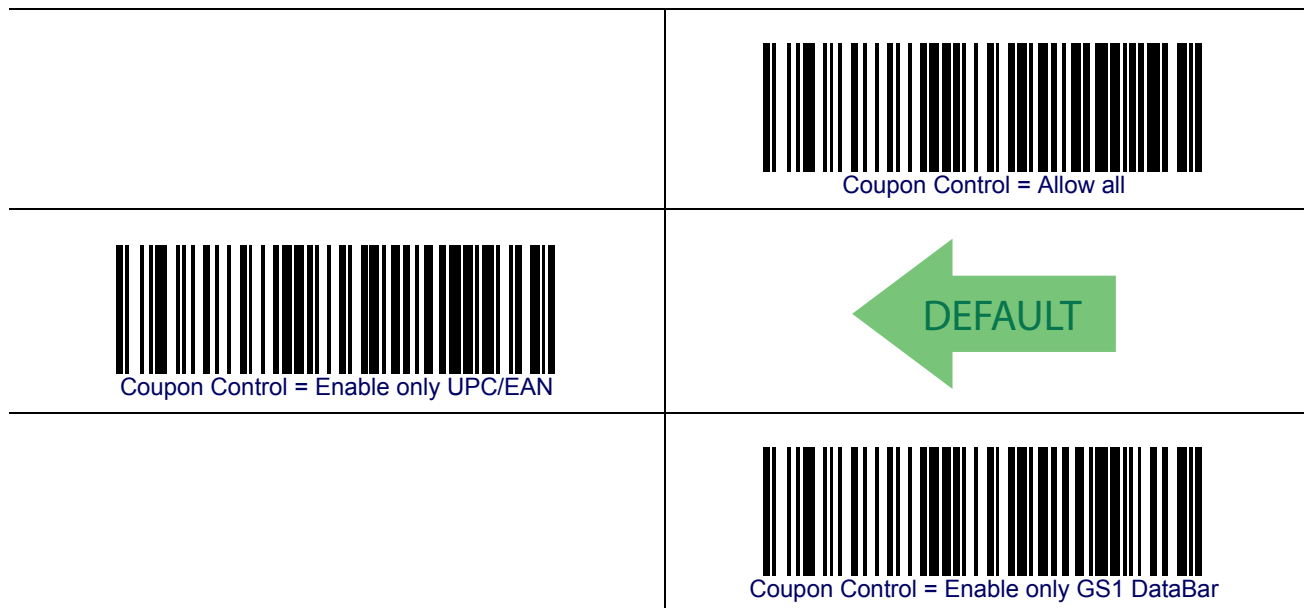 Coupon Control = Allow all
Coupon Control = Enable only UPC/EAN
DEFAULT
Coupon Control = Enable only GS1 DataBar